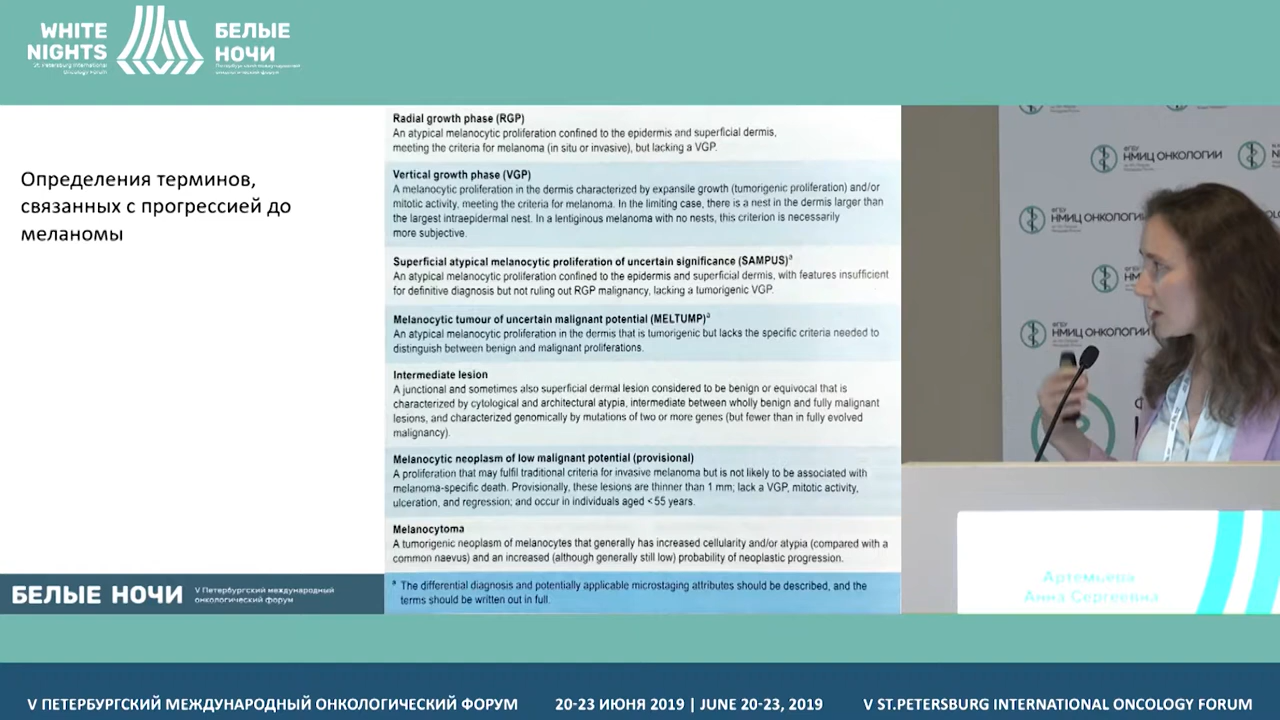 WHITE
NIGHTS
St. Petersburg International
Oncology Forum
БЕЛЫЕ
НОЧИ
Петербургский международный
онкологический форум
Определения терминов,
связанных с прогрессией до
меланомы
Radial growth phase (RGP)
An atypical melanocytic proliferation confined to the epidermis and superficial dermis,
meeting the criteria for melanoma (in situ or invasive), but lacking a VGP.
Vertical growth phase (VGP)
A melanocytic proliferation in the dermis characterized by expansile growth (tumorigenic proliferation) and/or
mitotic activity, meeting the criteria for melanoma. In the limiting case, there is a nest in the dermis larger than
the largest intraepidermal nest. In a lentiginous melanoma with no nests, this criterion is necessarily
more subjective.
Superficial atypical melanocytic proliferation of uncertain significance (SAMPUS)ª
An atypical melanocytic proliferation confined to the epidermis and superficial dermis, with features insufficient
for definitive diagnosis but not ruling out RGP malignancy, lacking a tumorigenic VGP.
Melanocytic tumour of uncertain malignant potential (MELTUMP)ª
An atypical melanocytic proliferation in the dermis that is tumorigenic but lacks the specific criteria needed to
distinguish between benign and malignant proliferations.
Intermediate lesion
A junctional and sometimes also superficial dermal lesion considered to be benign or equivocal that is
characterized by cytological and architectural atypia, intermediate between wholly benign and fully malignant
lesions, and characterized genomically by mutations of two or more genes (but fewer than in fully evolved
malignancy).
Melanocytic neoplasm of low malignant potential (provisional)
A proliferation that may fulfil traditional criteria for invasive melanoma but is not likely to be associated with
melanoma-specific death. Provisionally, these lesions are thinner than 1 mm; lack a VGP, mitotic activity,
ulceration, and regression; and occur in individuals aged <55 years.
Melanocytoma
A tumorigenic neoplasm of melanocytes that generally has increased cellularity and/or atypia (compared with a
common naevus) and an increased (although generally still low) probability of neoplastic progression.
ª The differential diagnosis and potentially applicable microstaging attributes should be described, and the
terms should be written out in full.
БЕЛЫЕ НОЧИ
V Петербургский международный
онкологический форум
ФГБУ
НМИЦ ОНКОЛОГИИ
НМИЦ ОНКОЛОГИИ
ФГБУ
НМИЦ ОНКОЛОГИИ
Артемьева
Анна Сергеевна
V ПЕТЕРБУРГСКИЙ МЕЖДУНАРОДНЫЙ ОНКОЛОГИЧЕСКИЙ ФОРУМ
20-23 ИЮНЯ 2019 | JUNE 20-23, 2019
V ST.PETERSBURG INTERNATIONAL ONCOLOGY FORUM